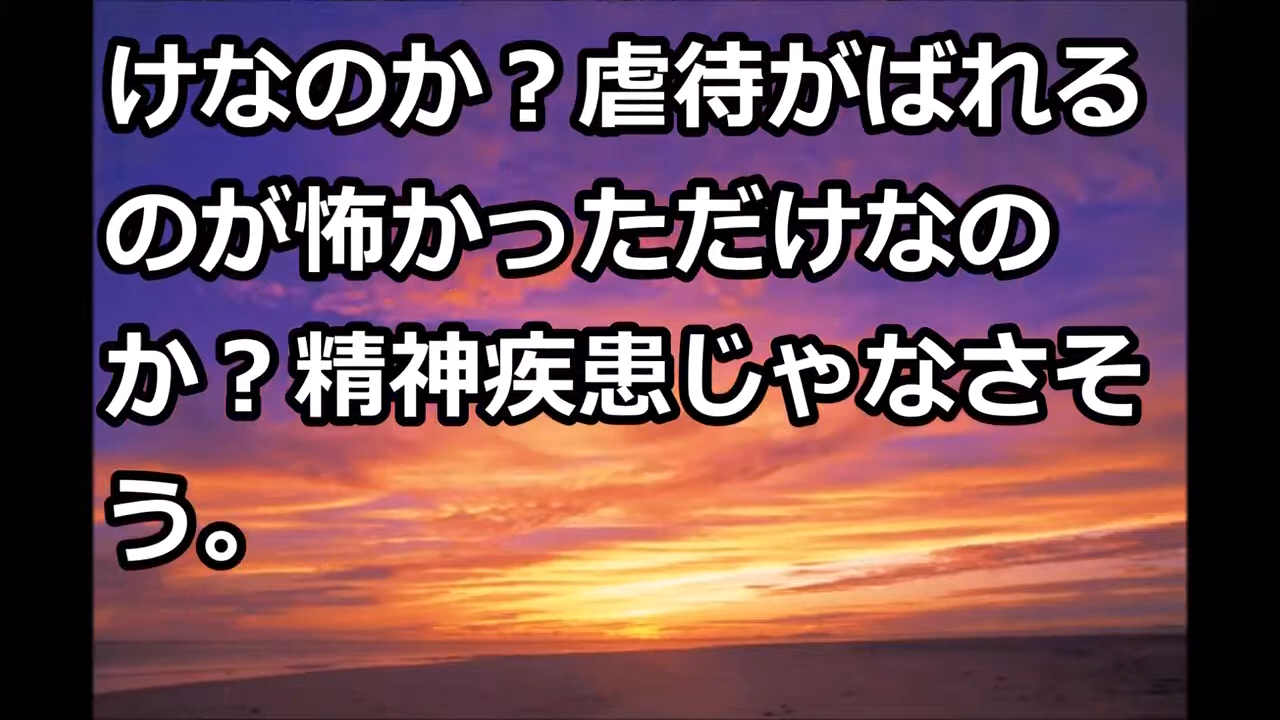 けなのか？虐待がばれる
のが怖かっただけなの
か？精神疾患じゃなさそ
う。